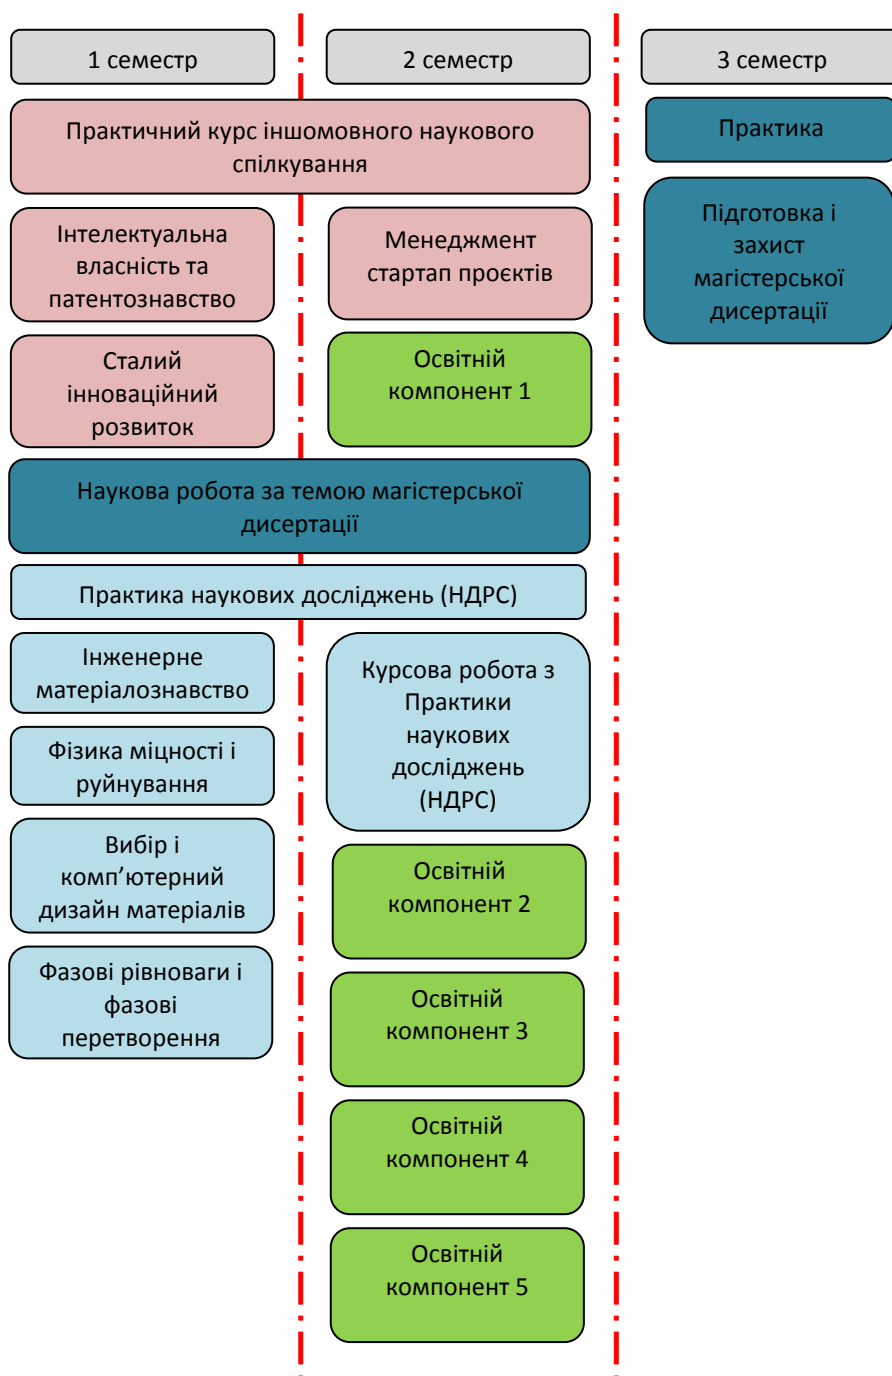 1 семестр
2 семестр
3 семестр
Практичний курс іншомовного наукового
спілкування
Практика
Інтелектуальна
власність та
патентознавство
Менеджмент
стартап проєктів
Підготовка і
захист
магістерської
дисертації
Сталий
інноваційний
розвиток
Освітній
компонент 1
Наукова робота за темою магістерської
дисертації
Практика наукових досліджень (НДРС)
Інженерне
матеріалознавство
Курсова робота з
Практики
наукових
досліджень
(НДРС)
Фізика міцності і
руйнування
Вибір і
комп’ютерний
дизайн матеріалів
Освітній
компонент 2
Фазові рівноваги і
фазові
перетворення
Освітній
компонент 3
Освітній
компонент 4
Освітній
компонент 5